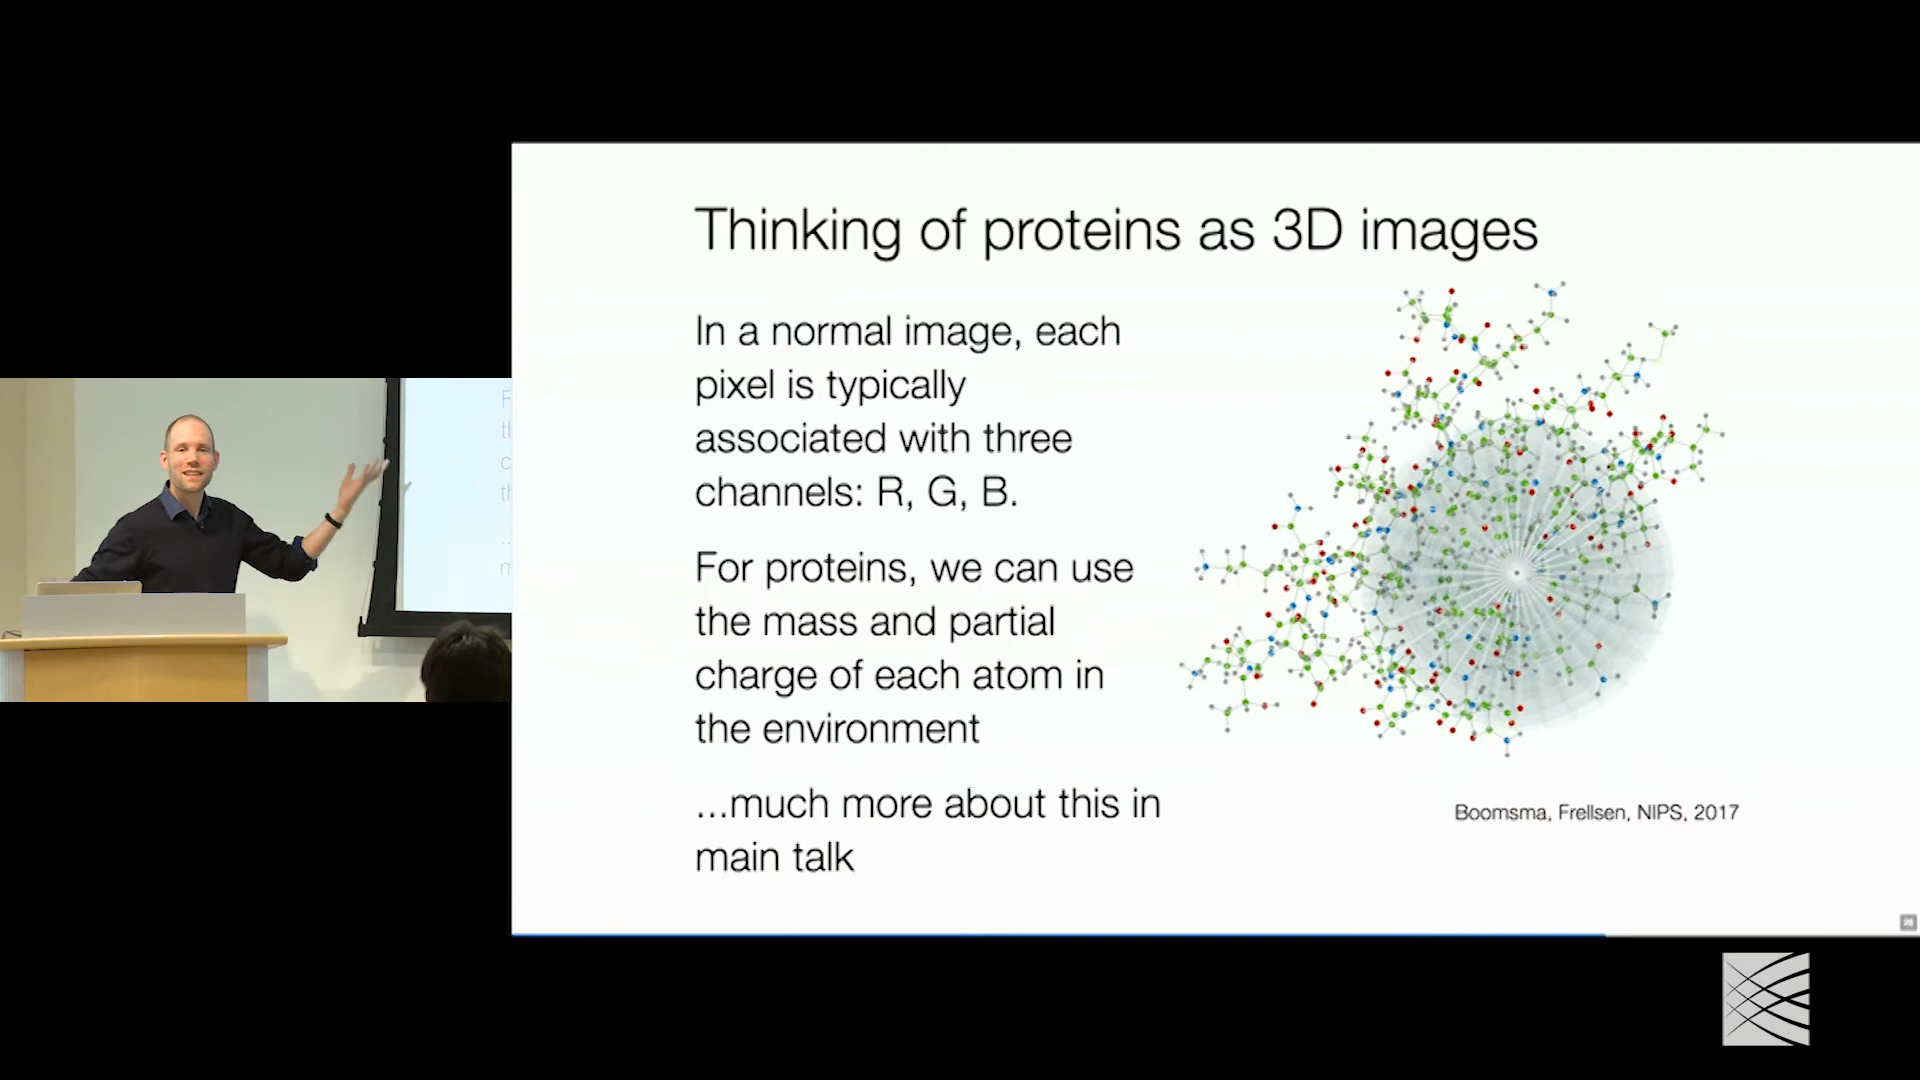 Thinking of proteins as 3D images
In a normal image, each
pixel is typically
associated with three
channels: R, G, B.
For proteins, we can use
the mass and partial
charge of each atom in
the environment
...much more about this in
main talk
Boomsma, Frellsen, NIPS, 2017